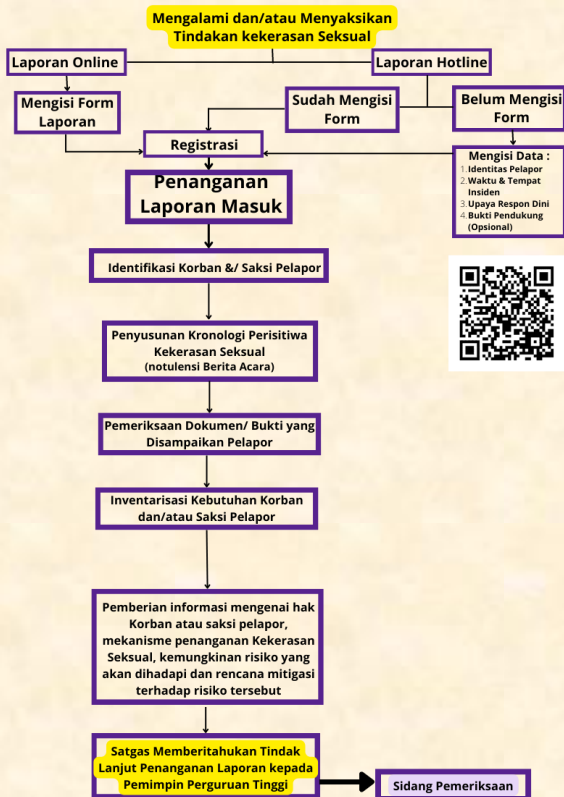 Mengalami dan/atau Menyaksikan
Tindakan kekerasan Seksual
Laporan Online
Laporan Hotline
Mengisi Form
Laporan
Sudah Mengisi
Form
Belum Mengisi
Form
Registrasi
Mengisi Data :
1. Identitas Pelapor
2. Waktu & Tempat
Insiden
3. Upaya Respon Dini
4. Bukti Pendukung
(Opsional)
Penanganan
Laporan Masuk
Identifikasi Korban &/ Saksi Pelapor
Penyusunan Kronologi Perisitiwa
Kekerasan Seksual
(notulensi Berita Acara)
Pemeriksaan Dokumen/ Bukti yang
Disampaikan Pelapor
Inventarisasi Kebutuhan Korban
dan/atau Saksi Pelapor
Pemberian informasi mengenai hak
Korban atau saksi pelapor,
mekanisme penanganan Kekerasan
Seksual, kemungkinan risiko yang
akan dihadapi dan rencana mitigasi
terhadap risiko tersebut
Satgas Memberitahukan Tindak
Lanjut Penanganan Laporan kepada
Pemimpin Perguruan Tinggi
Sidang Pemeriksaan